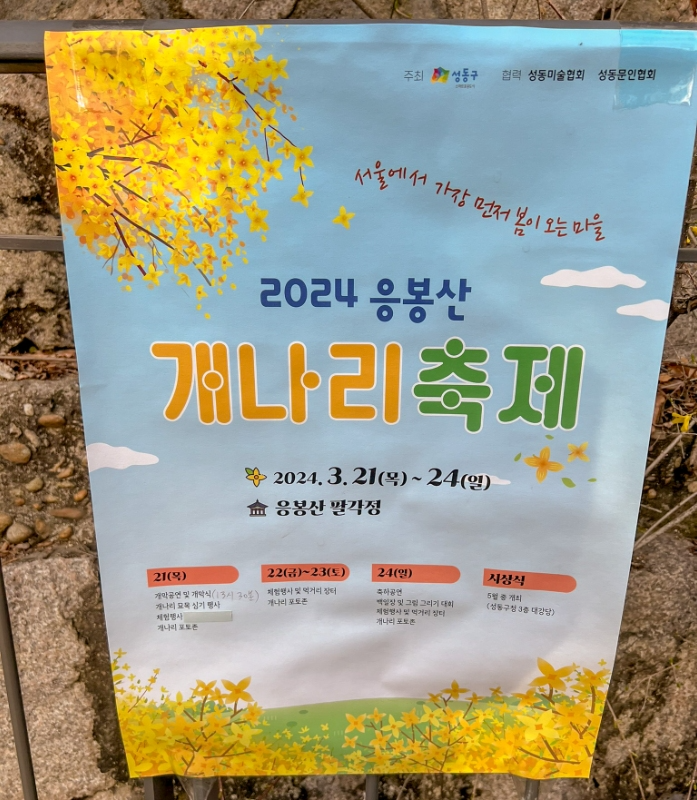 주최 성동구 협력 성동미술협회 성동문인협회
서울에서 가장 먼저 봄이 오는 마을
2024 응봉산
개나리축제
2024. 3. 21(목) ~ 24(일)
응봉산 팔각정
21(목)
개막공연 및 개막식(13시 30분)
개나리 묘목 심기 행사
체험행사
개나리 포토존
22(금)~23(토)
체험행사 및 먹거리 장터
개나리 포토존
24(일)
축하공연
백일장 및 그림 그리기 대회
체험행사 및 먹거리 장터
개나리 포토존
시상식
5월 중 개최
(성동구청 3층 대강당)